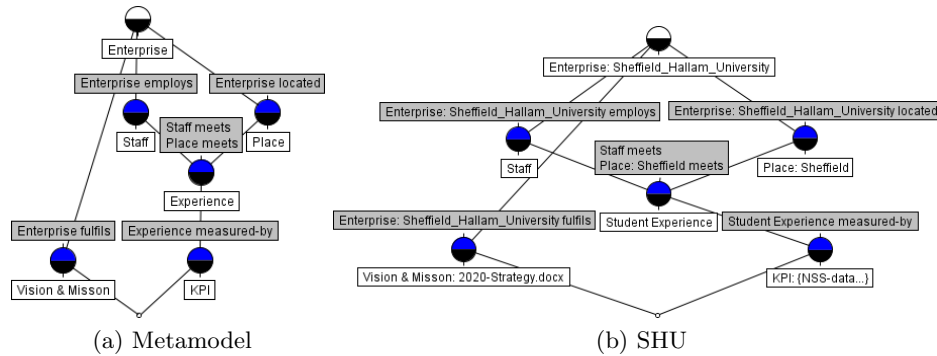 Enterprise
Enterprise employs
Enterprise located
Staff
Staff meets
Place meets
Place
Experience
Enterprise fulfils
Experience measured-by
Vision & Misson
KPI
(a) Metamodel
Enterprise: Sheffield_Hallam_University
Enterprise: Sheffield_Hallam_University employs
Enterprise: Sheffield_Hallam_University located
Staff
Staff meets
Place: Sheffield meets
Place: Sheffield
Student Experience
Enterprise: Sheffield_Hallam_University fulfils
Student Experience measured-by
Vision & Misson: 2020-Strategy.docx
KPI: {NSS-data...}
(b) SHU